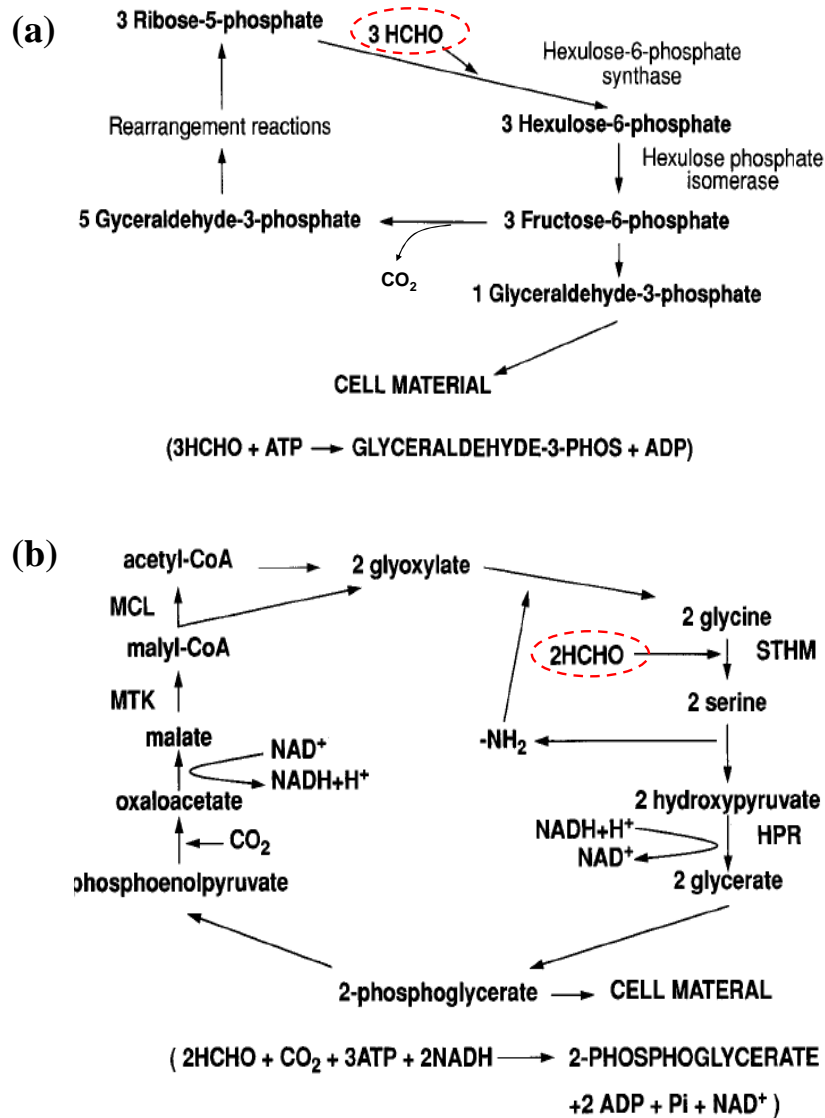 (a)
3 Ribose-5-phosphate
3 HCHO
Hexulose-6-phosphate
synthase
Rearrangement reactions
3 Hexulose-6-phosphate
Hexulose phosphate
isomerase
5 Gyceraldehyde-3-phosphate
3 Fructose-6-phosphate
CO₂
1 Glyceraldehyde-3-phosphate
CELL MATERIAL
(3HCHO + ATP → GLYCERALDEHYDE-3-PHOS + ADP)
(b)
acetyl-CoA
2 glyoxylate
MCL
2 glycine
malyl-CoA
2HCHO
STHM
MTK
2 serine
malate
-NH₂
NAD⁺
NADH+H⁺
oxaloacetate
2 hydroxypyruvate
NADH+H⁺
HPR
CO₂
NAD⁺
phosphoenolpyruvate
2 glycerate
2-phosphoglycerate → CELL MATERAL
( 2HCHO + CO₂ + 3ATP + 2NADH → 2-PHOSPHOGLYCERATE
+2 ADP + Pi + NAD⁺ )